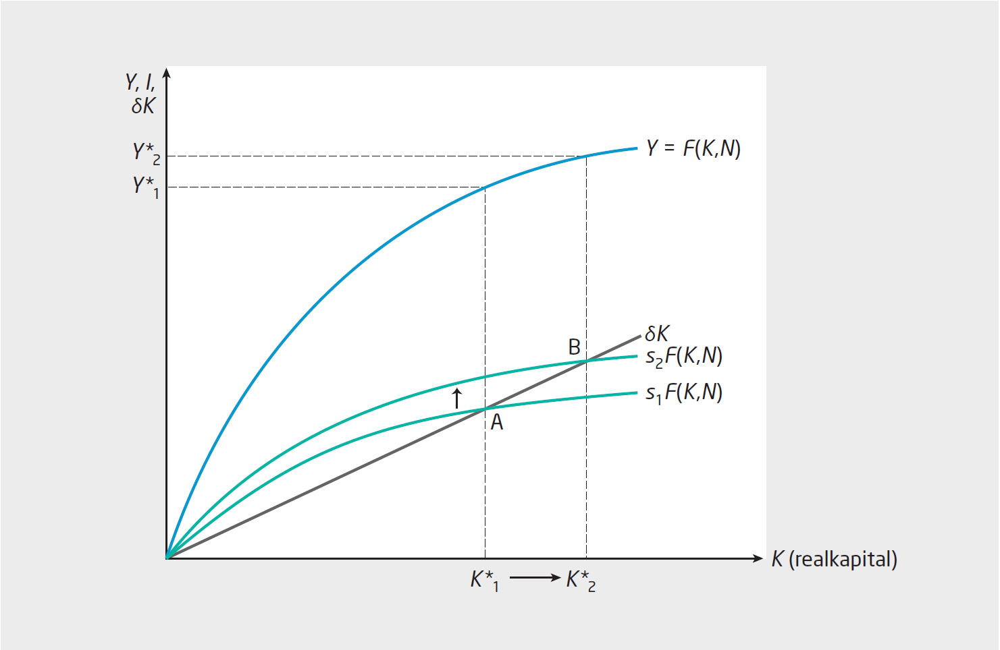 Y, I,
δK
Y*2
Y = F(K,N)
Y*1
δK
B
s2F(K,N)
s1F(K,N)
A
K (realkapital)
K*1
K*2